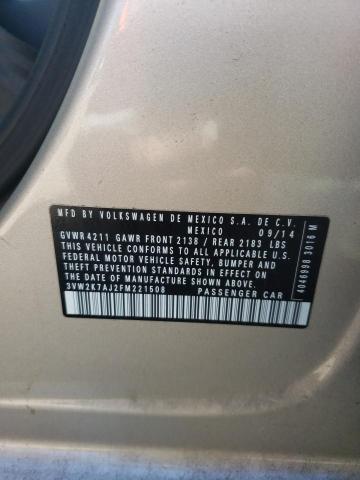 MFD BY VOLKSWAGEN DE MEXICO S.A. DE C.V.
MEXICO 09/14
GVWR 4211 GAWR FRONT 2138 / REAR 2183 LBS
THIS VEHICLE CONFORMS TO ALL APPLICABLE U.S.
FEDERAL MOTOR VEHICLE SAFETY, BUMPER AND
THEFT PREVENTION STANDARDS IN EFFECT ON
THE DATE OF MANUFACTURE SHOWN ABOVE
3VW2K7AJ2FM221508 PASSENGER CAR
4046998 3016 M